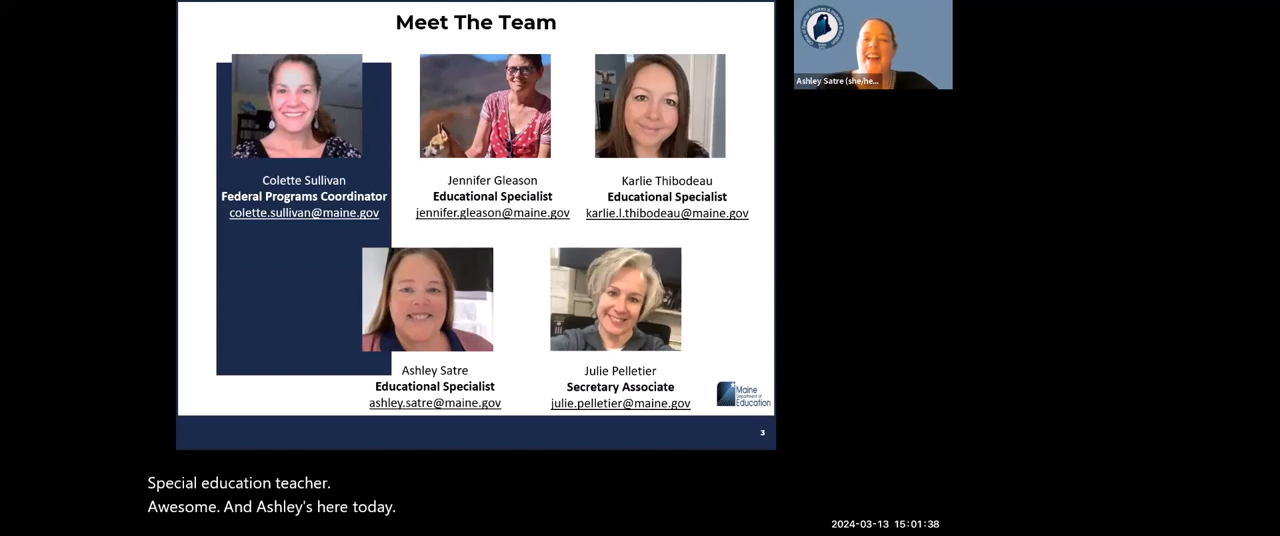 Meet The Team
Ashley Satre (she/he...
Colette Sullivan
Federal Programs Coordinator
colette.sullivan@maine.gov
Jennifer Gleason
Educational Specialist
jennifer.gleason@maine.gov
Karlie Thibodeau
Educational Specialist
karlie.l.thibodeau@maine.gov
Ashley Satre
Educational Specialist
ashley.satre@maine.gov
Julie Pelletier
Secretary Associate
julie.pelletier@maine.gov
Maine
Department of
Education
3
Special education teacher.
Awesome. And Ashley's here today.
2024-03-13 15:01:38